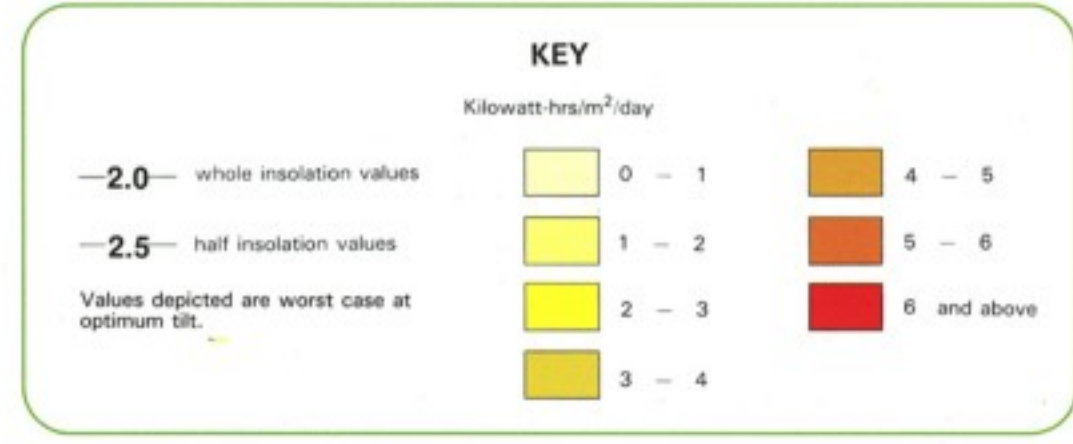 KEY
Kilowatt-hrs/m²/day
—2.0— whole insolation values
—2.5— half insolation values
Values depicted are worst case at
optimum tilt.
0 – 1
1 – 2
2 – 3
3 – 4
4 – 5
5 – 6
6 and above